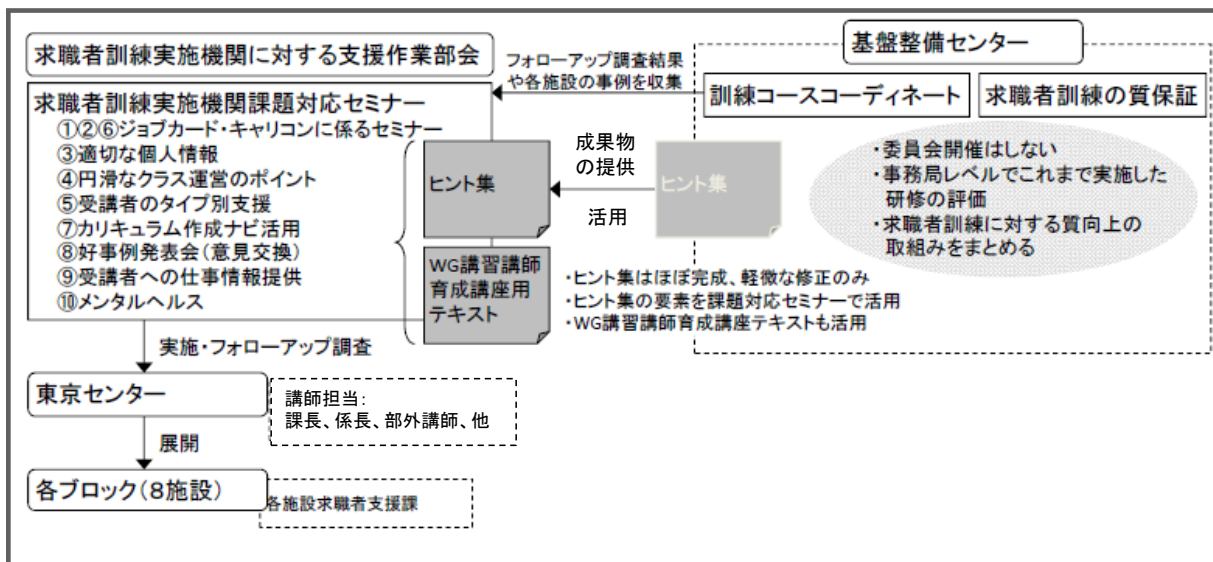 求職者訓練実施機関に対する支援作業部会
求職者訓練実施機関課題対応セミナー
①②⑥ジョブカード・キャリコンに係るセミナー
③適切な個人情報
④円滑なクラス運営のポイント
⑤受講者のタイプ別支援
⑦カリキュラム作成ナビ活用
⑧好事例発表会(意見交換)
⑨受講者への仕事情報提供
⑩メンタルヘルス
ヒント集
WG講習講師
育成講座用
テキスト
フォローアップ調査結果
や各施設の事例を収集
成果物
の提供
活用
ヒント集
基盤整備センター
訓練コースコーディネート
求職者訓練の質保証
・委員会開催はしない
・事務局レベルでこれまで実施した
研修の評価
・求職者訓練に対する質向上の
取組みをまとめる
・ヒント集はほぼ完成、軽微な修正のみ
・ヒント集の要素を課題対応セミナーで活用
・WG講習講師育成講座テキストも活用
実施・フォローアップ調査
東京センター
講師担当:
課長、係長、部外講師、他
展開
各ブロック(8施設)
各施設求職者支援課